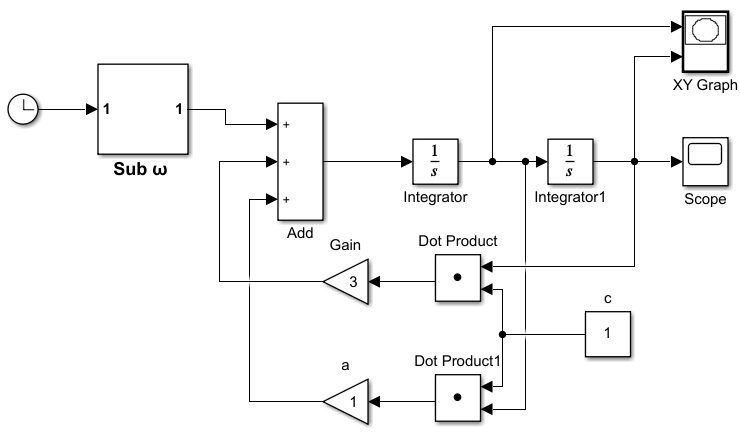 XY Graph
1 1
Sub ω
+
+
+
Add
1
s
Integrator
1
s
Integrator1
Scope
Gain
3
Dot Product
c
1
a
1
Dot Product1